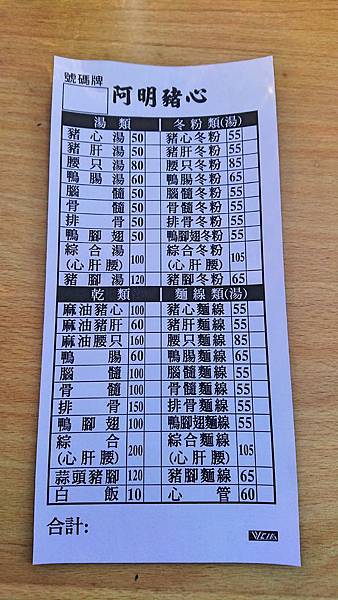 號碼牌
阿明豬心
湯類 冬粉類(湯)
豬心湯 50 豬心冬粉 55
豬肝湯 50 豬肝冬粉 55
腰只湯 80 腰只冬粉 85
鴨腸湯 60 鴨腸冬粉 65
腦髓 50 腦髓冬粉 55
骨髓 50 骨髓冬粉 55
排骨 50 排骨冬粉 55
鴨腳翅 50 鴨腳翅冬粉 55
綜合湯(心肝腰) 100 綜合冬粉(心肝腰) 105
豬腳湯 120 豬腳冬粉 65
乾類 麵線類(湯)
麻油豬心 100 豬心麵線 55
麻油豬肝 60 豬肝麵線 55
麻油腰只 160 腰只麵線 85
鴨腸 60 鴨腸麵線 65
腦髓 100 腦髓麵線 55
骨髓 100 骨髓麵線 55
排骨 150 排骨麵線 55
鴨腳翅 100 鴨腳翅麵線 55
綜合(心肝腰) 200 綜合麵線(心肝腰) 105
蒜頭豬腳 120 豬腳麵線 65
白飯 10 心管 60
合計: